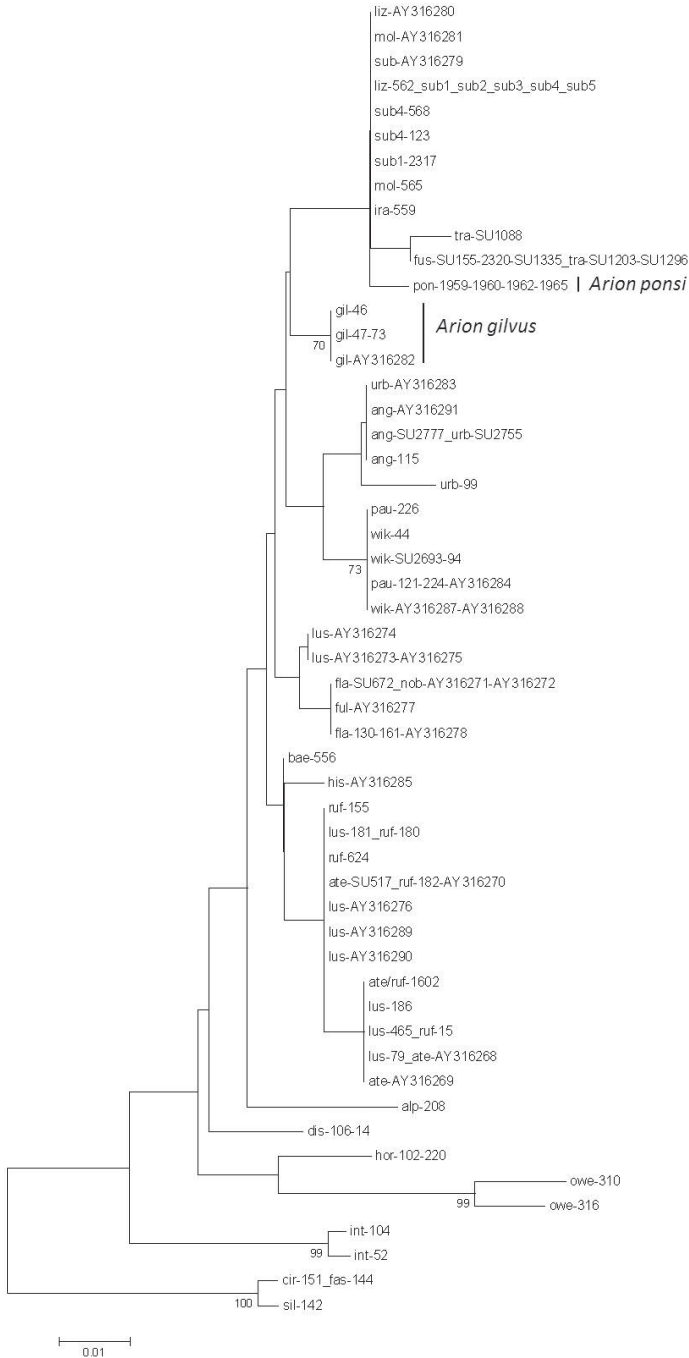 liz-AY316280
mol-AY316281
sub-AY316279
liz-562_sub1_sub2_sub3_sub4_sub5
sub4-568
sub4-123
sub1-2317
mol-565
ira-559
tra-SU1088
fus-SU155-2320-SU1335_tra-SU1203-SU1296
pon-1959-1960-1962-1965 Arion ponsi
gil-46
Arion gilvus
gil-47-73
70
gil-AY316282
urb-AY316283
ang-AY316291
ang-SU2777_urb-SU2755
ang-115
urb-99
pau-226
wik-44
wik-SU2693-94
73
pau-121-224-AY316284
wik-AY316287-AY316288
lus-AY316274
lus-AY316273-AY316275
fla-SU672_nob-AY316271-AY316272
ful-AY316277
fla-130-161-AY316278
bae-556
his-AY316285
ruf-155
lus-181_ruf-180
ruf-624
ate-SU517_ruf-182-AY316270
lus-AY316276
lus-AY316289
lus-AY316290
ate/ruf-1602
lus-186
lus-465_ruf-15
lus-79_ate-AY316268
ate-AY316269
alp-208
dis-106-14
hor-102-220
owe-310
99
owe-316
int-104
99
int-52
cir-151_fas-144
100
sil-142
0.01